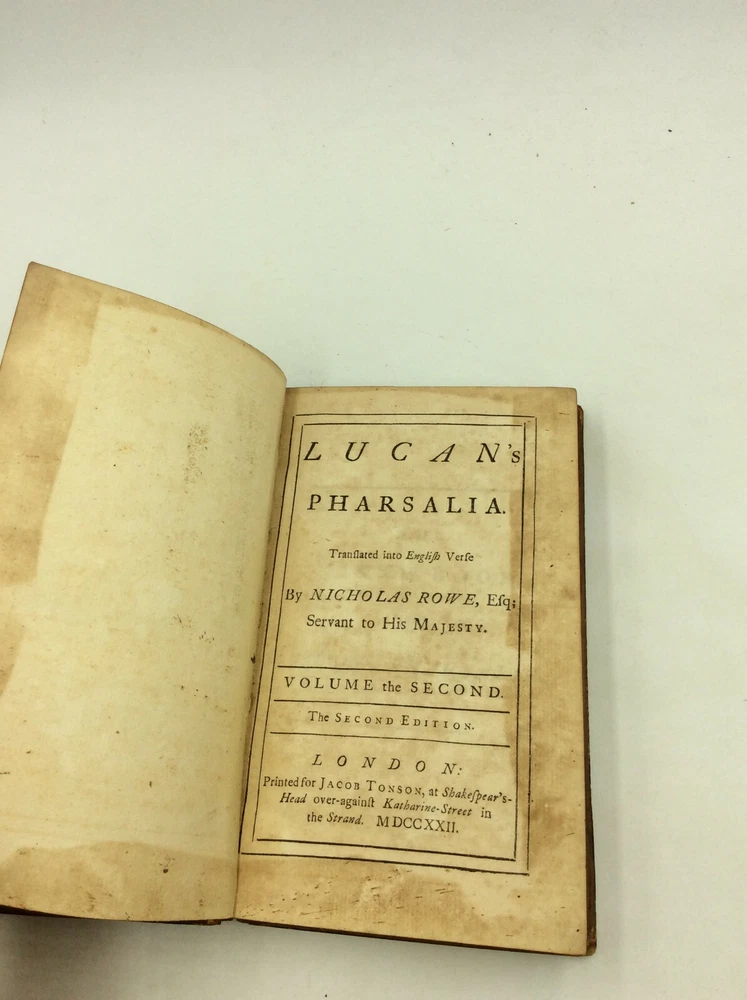 LUCAN's
PHARSALIA.
Tranſlated into Engliſh Verſe
By NICHOLAS ROWE, Eſq;
Servant to His MAJESTY.
VOLUME the SECOND.
The SECOND EDITION.
LONDON:
Printed for JACOB TONSON, at Shakeſpear's-
Head over-againſt Katharine-Street in
the Strand. MDCCXXII.